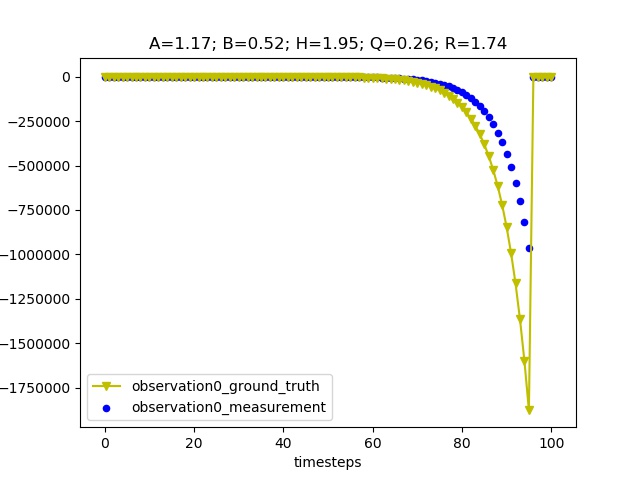 A=1.17; B=0.52; H=1.95; Q=0.26; R=1.74
0
−250000
−500000
−750000
−1000000
−1250000
−1500000
−1750000
observation0_ground_truth
observation0_measurement
0 20 40 60 80 100
timesteps